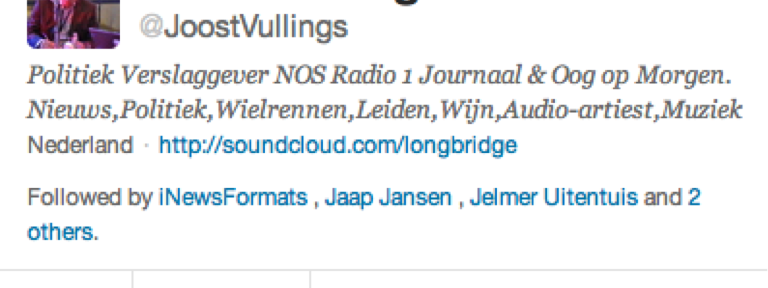 @JoostVullings
Politiek Verslaggever NOS Radio 1 Journaal & Oog op Morgen.
Nieuws,Politiek,Wielrennen,Leiden,Wijn,Audio-artiest,Muziek
Nederland · http://soundcloud.com/longbridge
Followed by iNewsFormats , Jaap Jansen , Jelmer Uitentuis and 2
others.